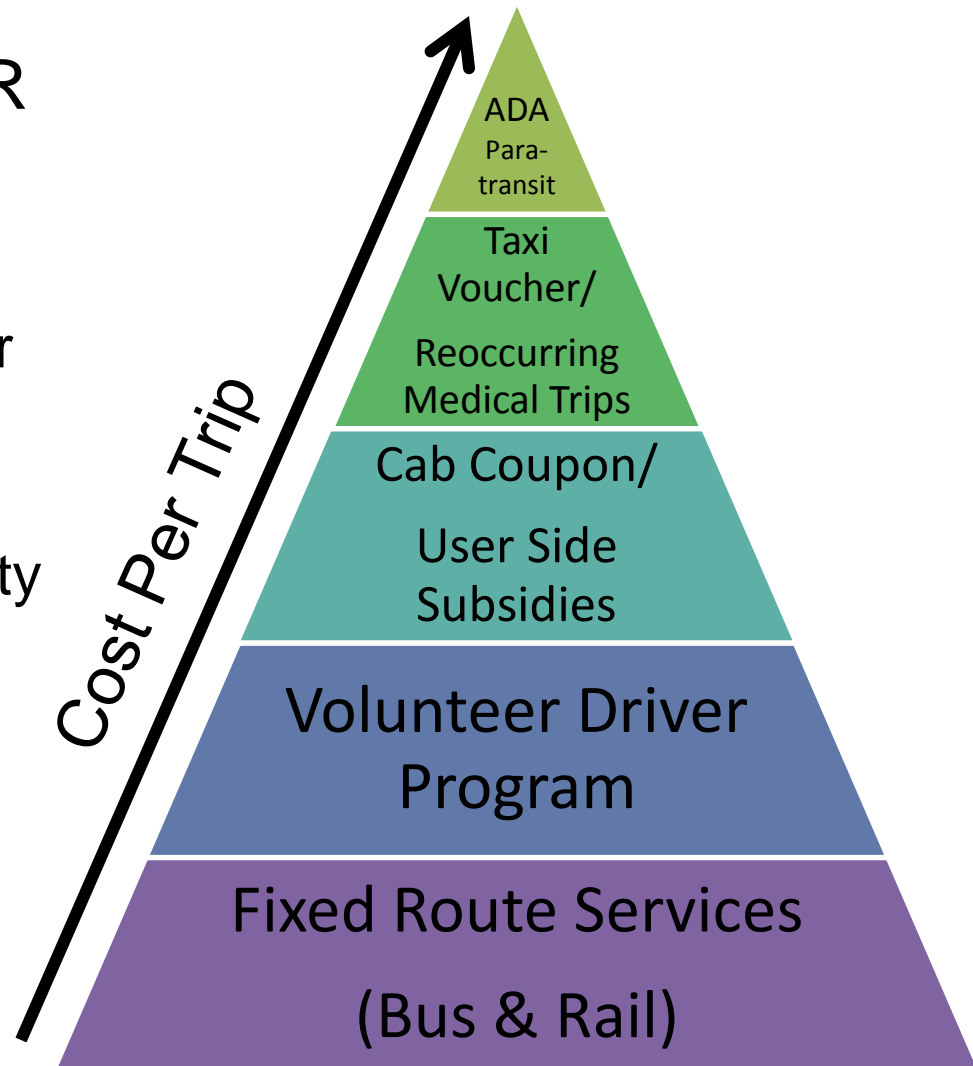 R
r
ty
Cost Per Trip
ADA
Para-
transit
Taxi
Voucher/
Reoccurring
Medical Trips
Cab Coupon/
User Side
Subsidies
Volunteer Driver
Program
Fixed Route Services
(Bus & Rail)